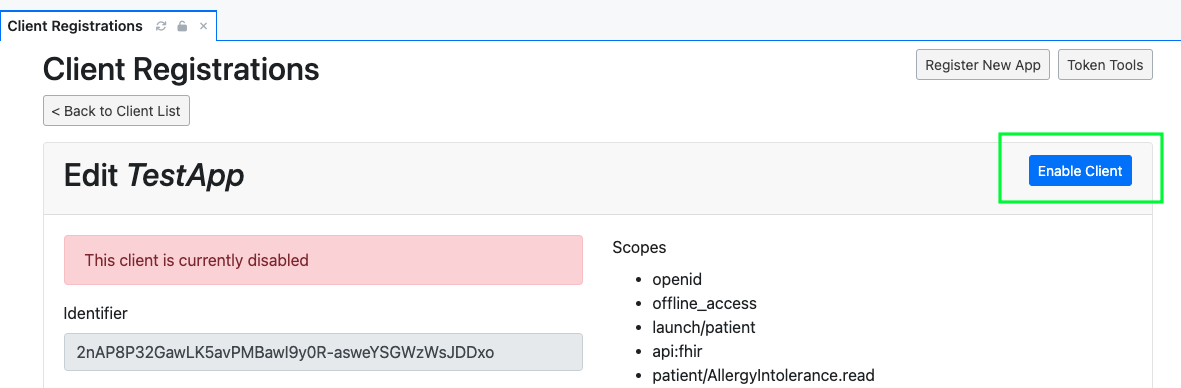 Client Registrations
Client Registrations
Register New App
Token Tools
< Back to Client List
Edit TestApp
Enable Client
This client is currently disabled
Identifier
2nAP8P32GawLK5avPMBawl9y0R-asweYSGWzWsJDDxo
Scopes
openid
offline_access
launch/patient
api:fhir
patient/AllergyIntolerance.read